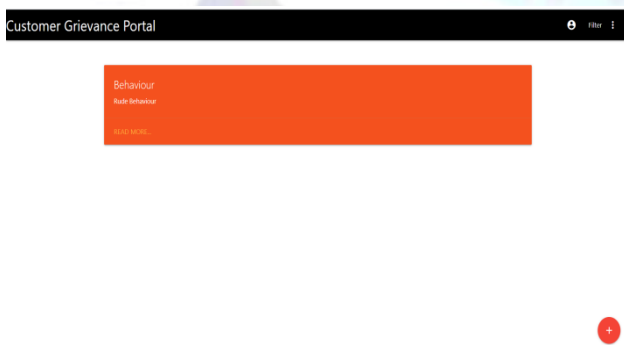 Customer Grievance Portal
Filter
Behaviour
Rude Behaviour
READ MORE..
+